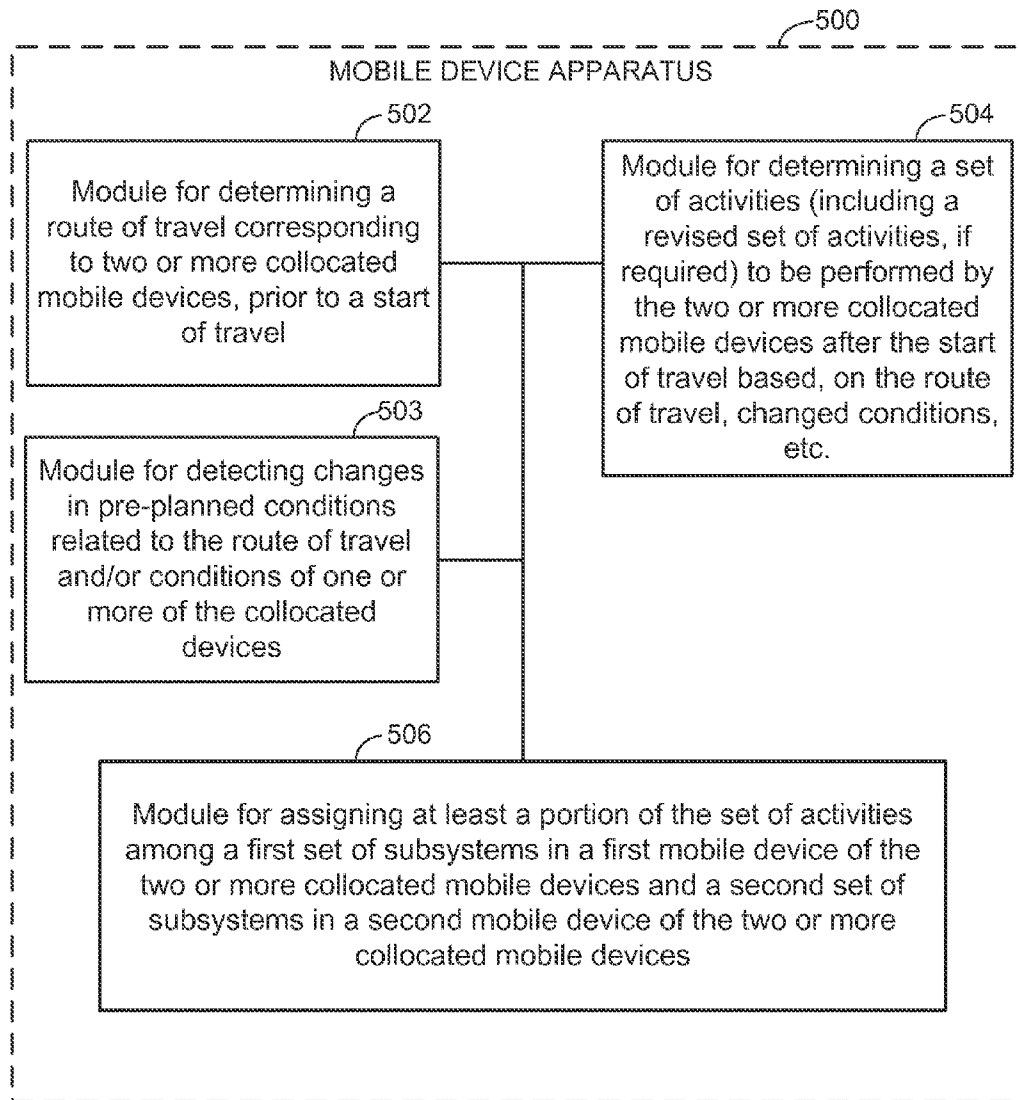 500
MOBILE DEVICE APPARATUS
502
Module for determining a
route of travel corresponding
to two or more collocated
mobile devices, prior to a start
of travel
504
Module for determining a set
of activities (including a
revised set of activities, if
required) to be performed by
the two or more collocated
mobile devices after the start
of travel based, on the route
of travel, changed conditions,
etc.
503
Module for detecting changes
in pre-planned conditions
related to the route of travel
and/or conditions of one or
more of the collocated
devices
506
Module for assigning at least a portion of the set of activities
among a first set of subsystems in a first mobile device of the
two or more collocated mobile devices and a second set of
subsystems in a second mobile device of the two or more
collocated mobile devices